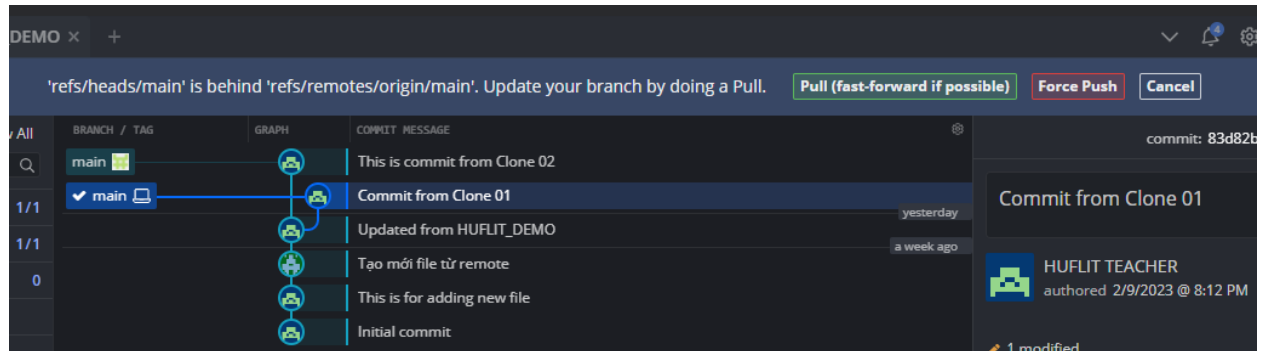 DEMO
'refs/heads/main' is behind 'refs/remotes/origin/main'. Update your branch by doing a Pull.
Pull (fast-forward if possible)
Force Push
Cancel
All
BRANCH / TAG
GRAPH
COMMIT MESSAGE
commit: 83d82b
main
This is commit from Clone 02
main
Commit from Clone 01
1/1
yesterday
Updated from HUFLIT_DEMO
1/1
a week ago
Tạo mới file từ remote
0
This is for adding new file
Initial commit
Commit from Clone 01
HUFLIT TEACHER
authored 2/9/2023 @ 8:12 PM
1 modified